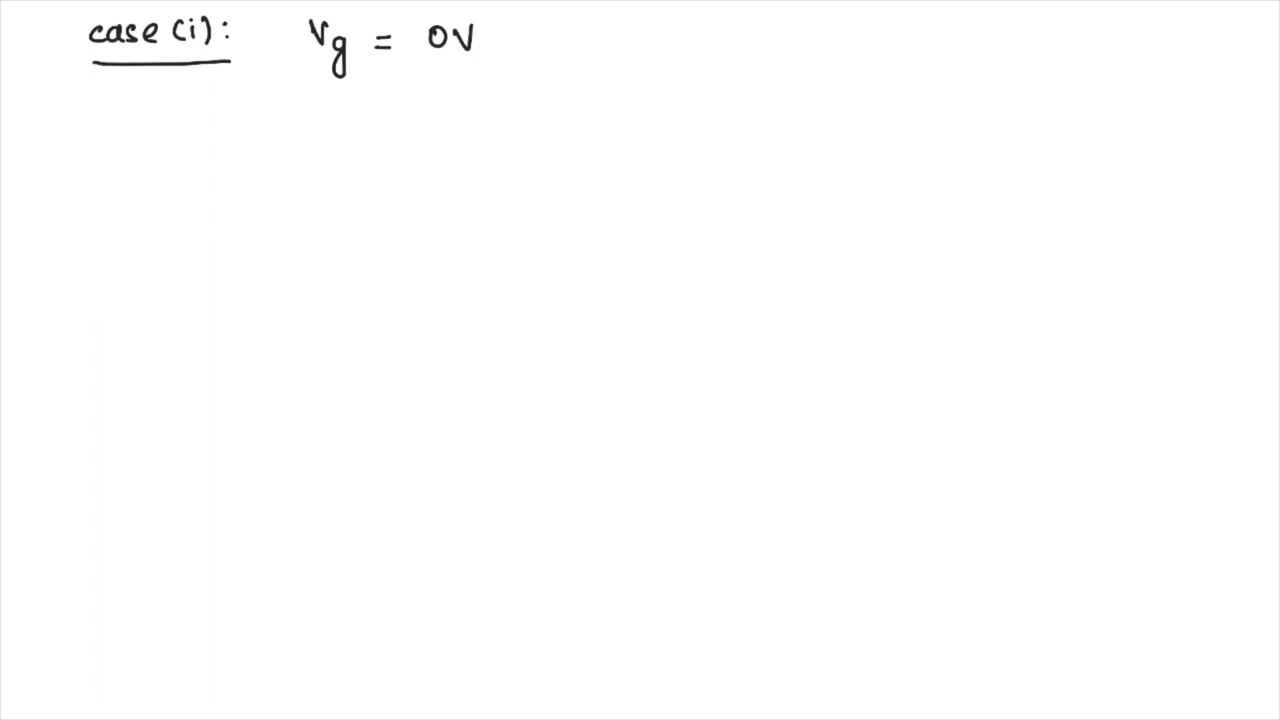 case (i): Vg = 0V